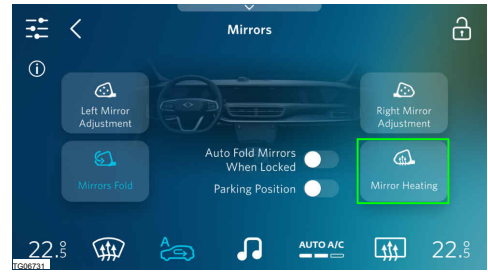 Mirrors
Left Mirror
Adjustment
Right Mirror
Adjustment
Mirrors Fold
Auto Fold Mirrors
When Locked
Parking Position
Mirror Heating
22.5°
A
AUTO A/C
22.5°
TG06731